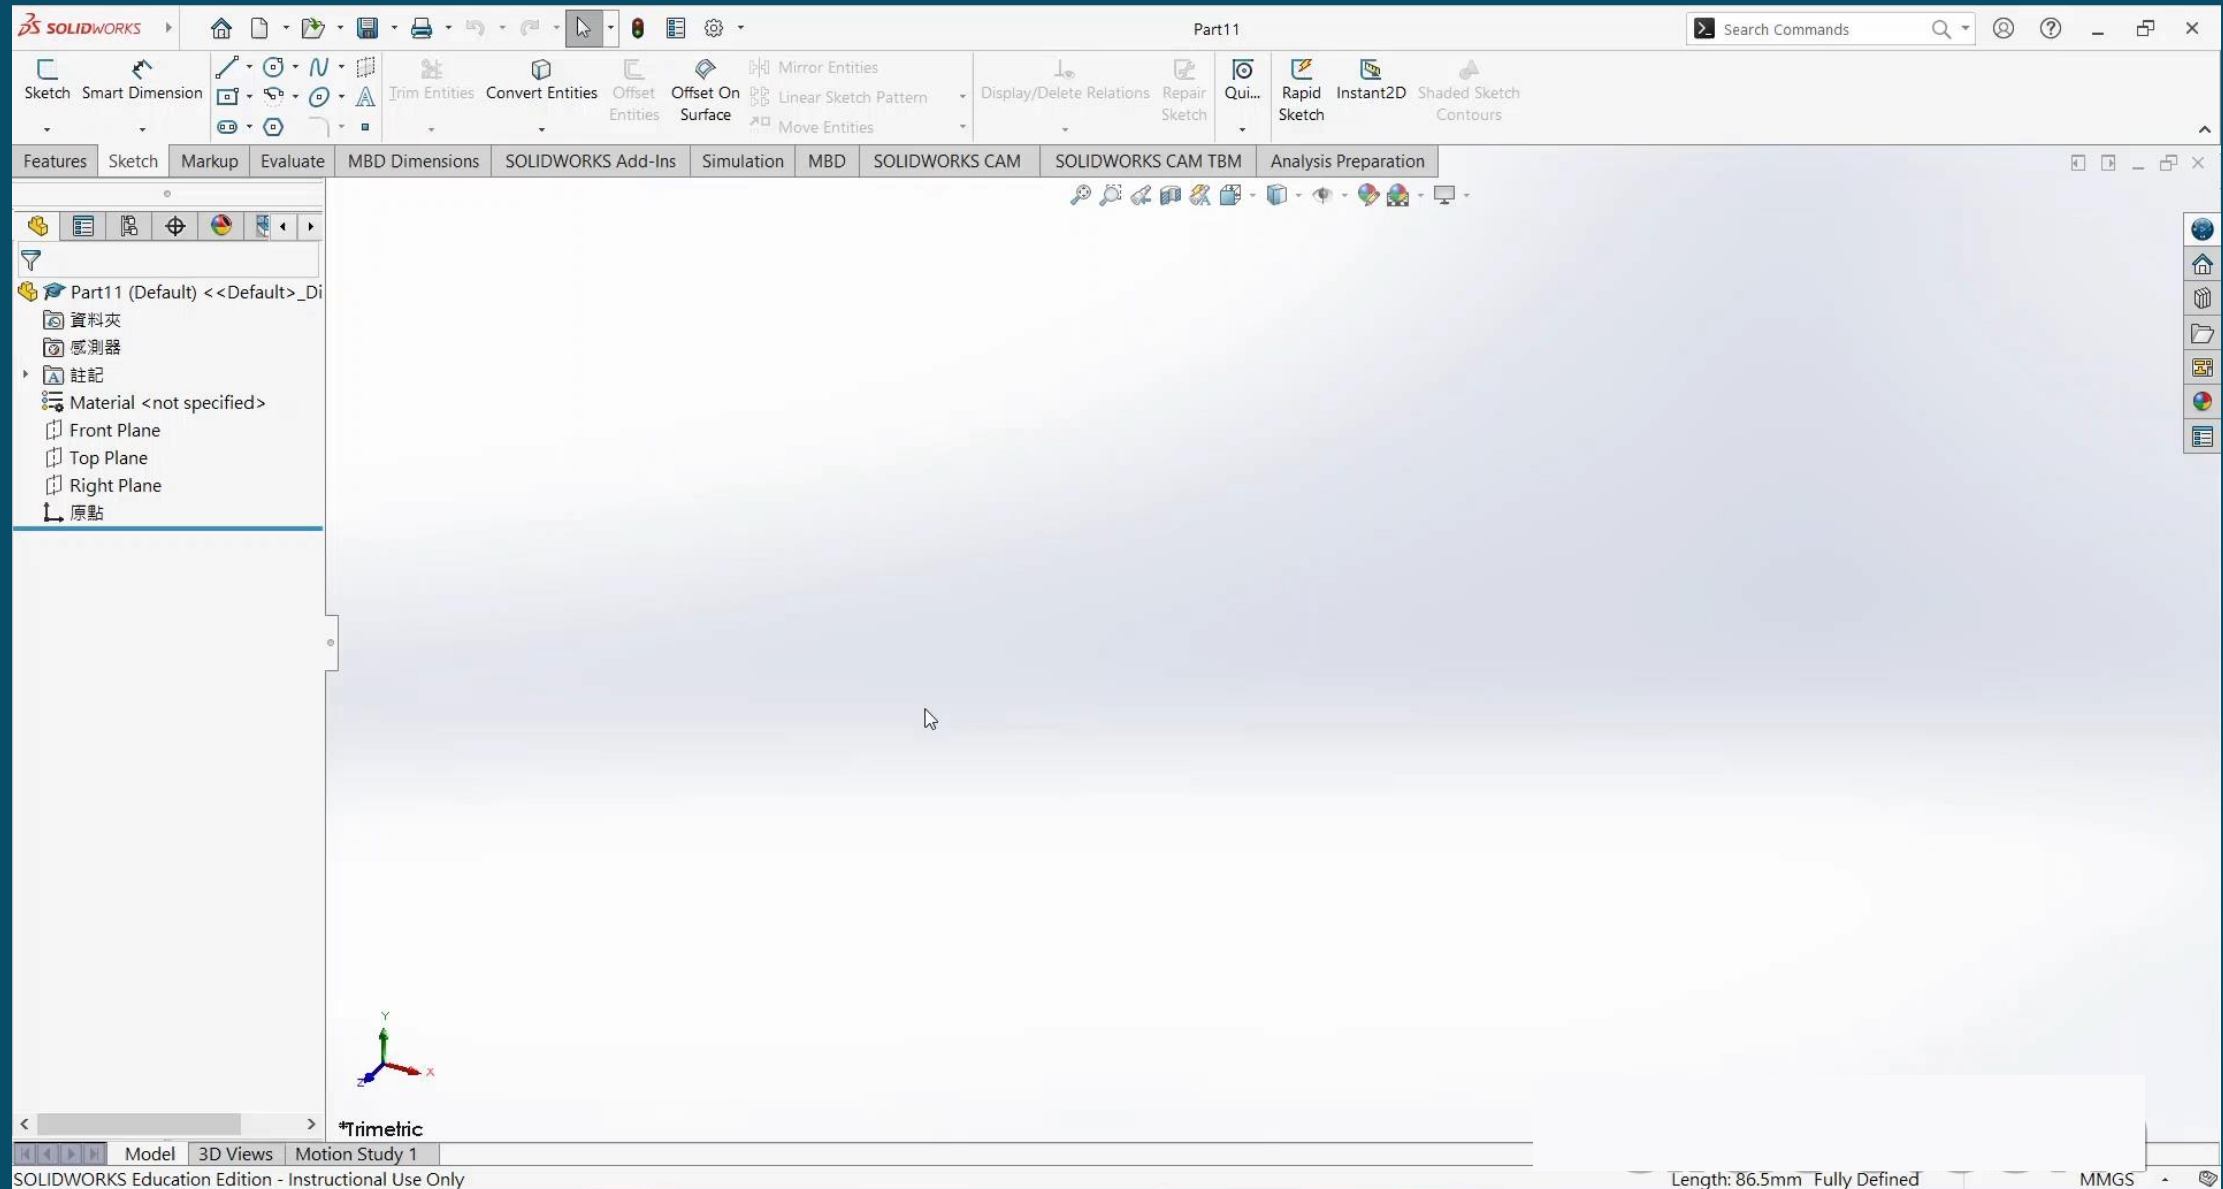 SOLIDWORKS
Part11
Search Commands
Sketch
Smart Dimension
Trim Entities
Convert Entities
Offset Entities
Offset On Surface
Mirror Entities
Linear Sketch Pattern
Move Entities
Display/Delete Relations
Repair Sketch
Qui...
Rapid Sketch
Instant2D
Shaded Sketch Contours
Features Sketch Markup Evaluate MBD Dimensions SOLIDWORKS Add-Ins Simulation MBD SOLIDWORKS CAM SOLIDWORKS CAM TBM Analysis Preparation
Part11 (Default) <<Default>_Di
資料夾
感測器
註記
Material <not specified>
Front Plane
Top Plane
Right Plane
原點
Y
X
Z
*Trimetric
Model 3D Views Motion Study 1
SOLIDWORKS Education Edition - Instructional Use Only
Length: 86.5mm Fully Defined
MMGS